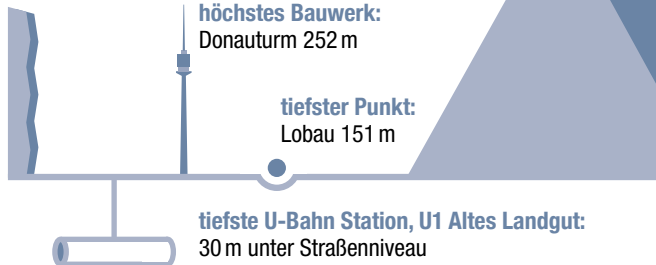 höchstes Bauwerk:
Donauturm 252 m
tiefster Punkt:
Lobau 151 m
tiefste U-Bahn Station, U1 Altes Landgut:
30 m unter Straßenniveau